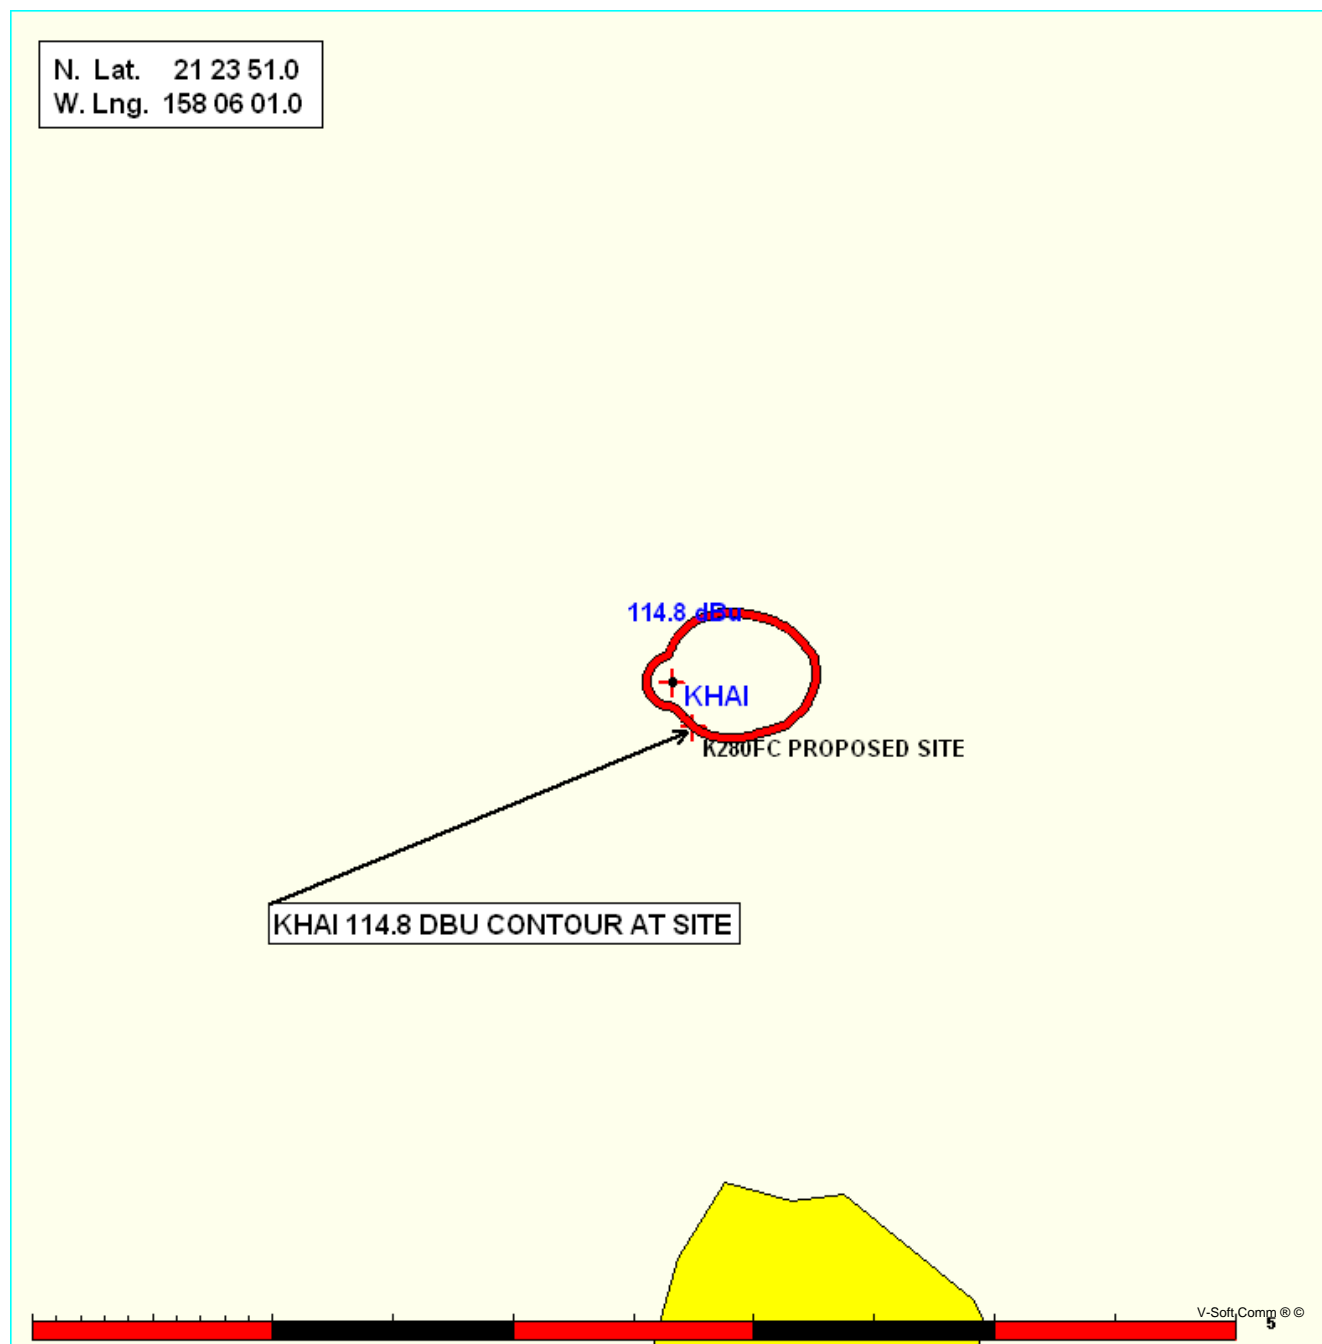 N. Lat. 21 23 51.0
W. Lng. 158 06 01.0
114.8 dBu
KHAI
K280FC PROPOSED SITE
KHAI 114.8 DBU CONTOUR AT SITE
V-Soft Comm ® ©
5